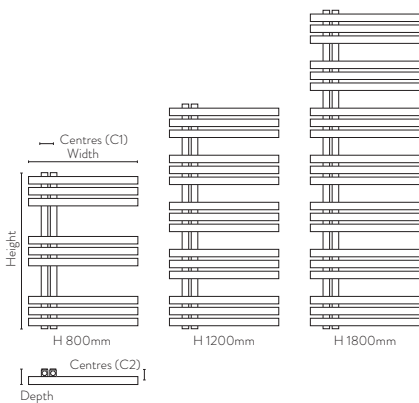 Centres (C1)
Width
Height
H 800mm
H 1200mm
H 1800mm
Centres (C2)
Depth